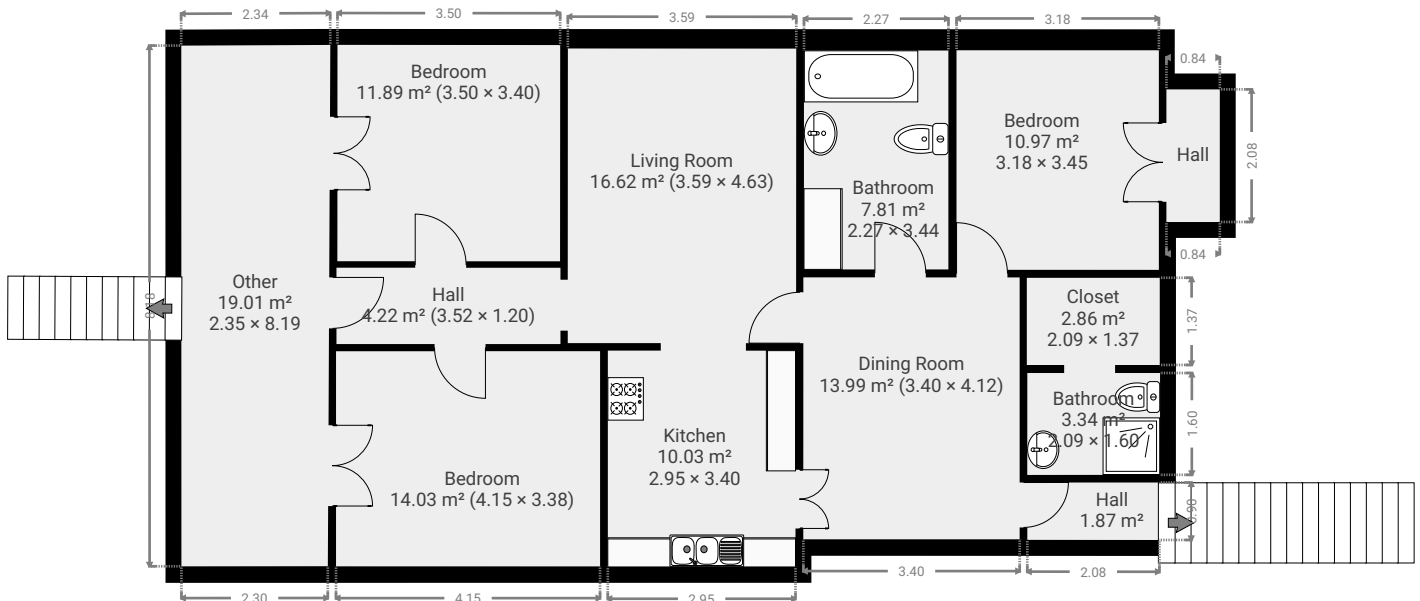 2.34
3.50
3.59
2.27
3.18
0.84
Bedroom
11.89 m² (3.50 × 3.40)
Living Room
16.62 m² (3.59 × 4.63)
Bathroom
7.81 m²
2.27 × 3.44
Bedroom
10.97 m²
3.18 × 3.45
Hall
2.08
0.84
Other
19.01 m²
2.35 × 8.19
Hall
4.22 m² (3.52 × 1.20)
Closet
2.86 m²
2.09 × 1.37
1.37
Dining Room
13.99 m² (3.40 × 4.12)
Bathroom
3.34 m²
2.09 × 1.60
1.60
Kitchen
10.03 m²
2.95 × 3.40
Bedroom
14.03 m² (4.15 × 3.38)
Hall
1.87 m²
0.90
3.40
2.08
2.30
4.15
2.95